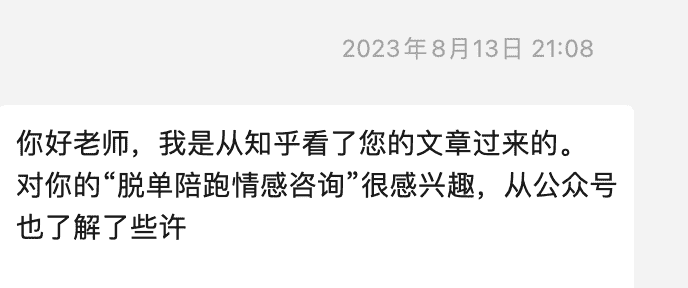 2023年8月13日 21:08
你好老师，我是从知乎看了您的文章过来的。
对你的“脱单陪跑情感咨询”很感兴趣，从公众号
也了解了些许